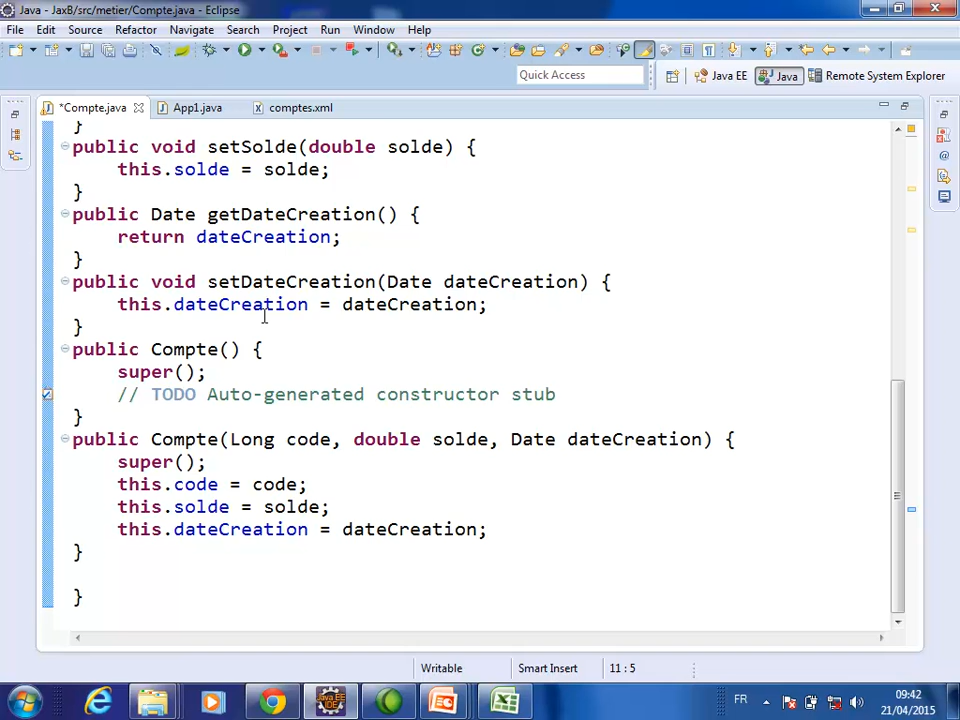 Java - JaxB/src/metier/Compte.java - Eclipse
File Edit Source Refactor Navigate Search Project Run Window Help
Quick Access
Java EE Java Remote System Explorer
*Compte.java App1.java comptes.xml
}
public void setSolde(double solde) {
this.solde = solde;
}
public Date getDateCreation() {
return dateCreation;
}
public void setDateCreation(Date dateCreation) {
this.dateCreation = dateCreation;
}
public Compte() {
super();
// TODO Auto-generated constructor stub
}
public Compte(Long code, double solde, Date dateCreation) {
super();
this.code = code;
this.solde = solde;
this.dateCreation = dateCreation;
}
}
Writable Smart Insert 11 : 5
Java EE
IDE
FR
09:42
21/04/2015